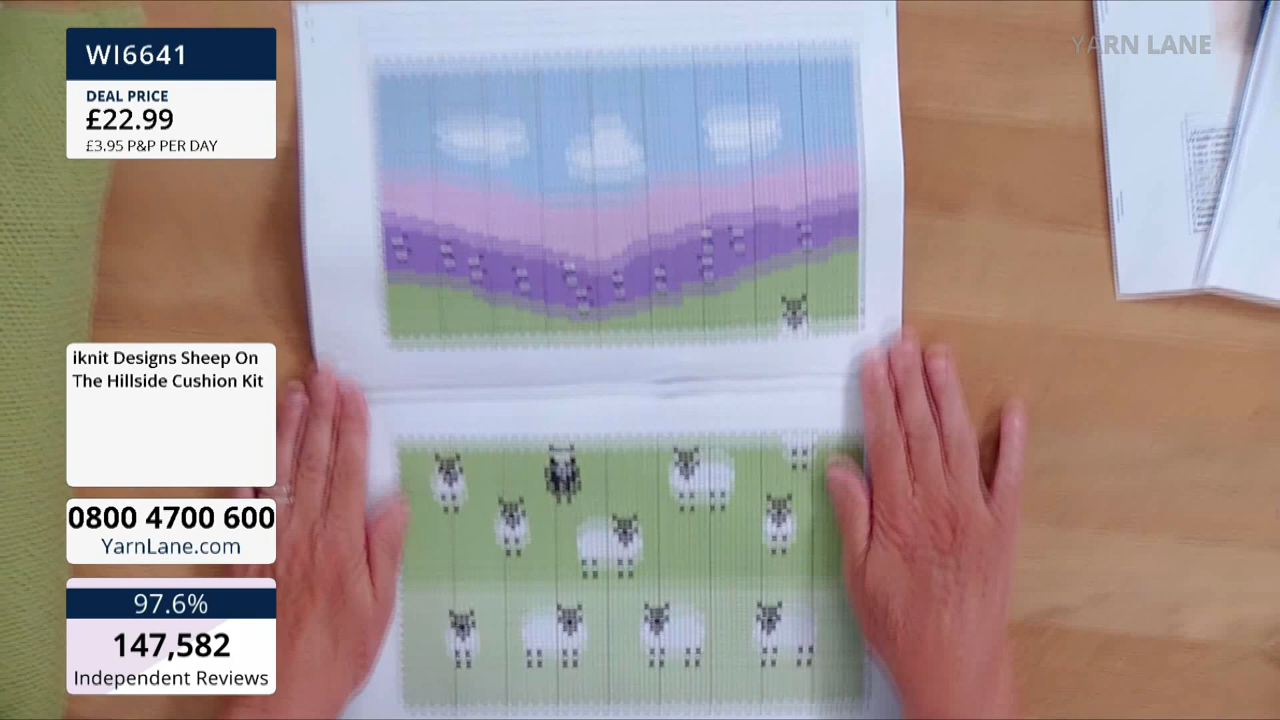 WI6641
DEAL PRICE
£22.99
£3.95 P&P PER DAY
YARN LANE
iknit Designs Sheep On
The Hillside Cushion Kit
0800 4700 600
YarnLane.com
97.6%
147,582
Independent Reviews